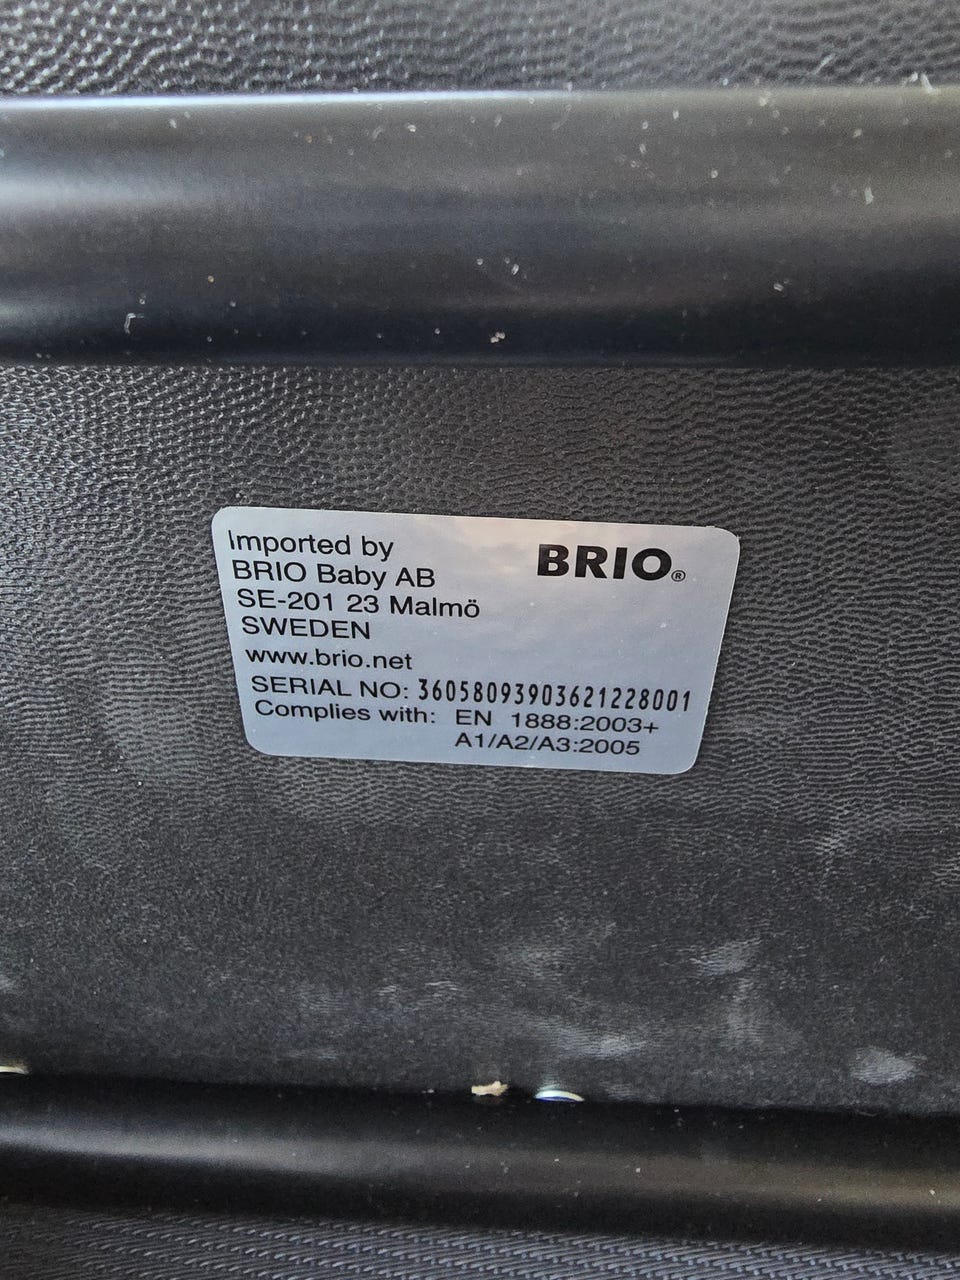 Imported by
BRIO®
BRIO Baby AB
SE-201 23 Malmö
SWEDEN
www.brio.net
SERIAL NO: 36058093903621228001
Complies with: EN 1888:2003+
A1/A2/A3:2005